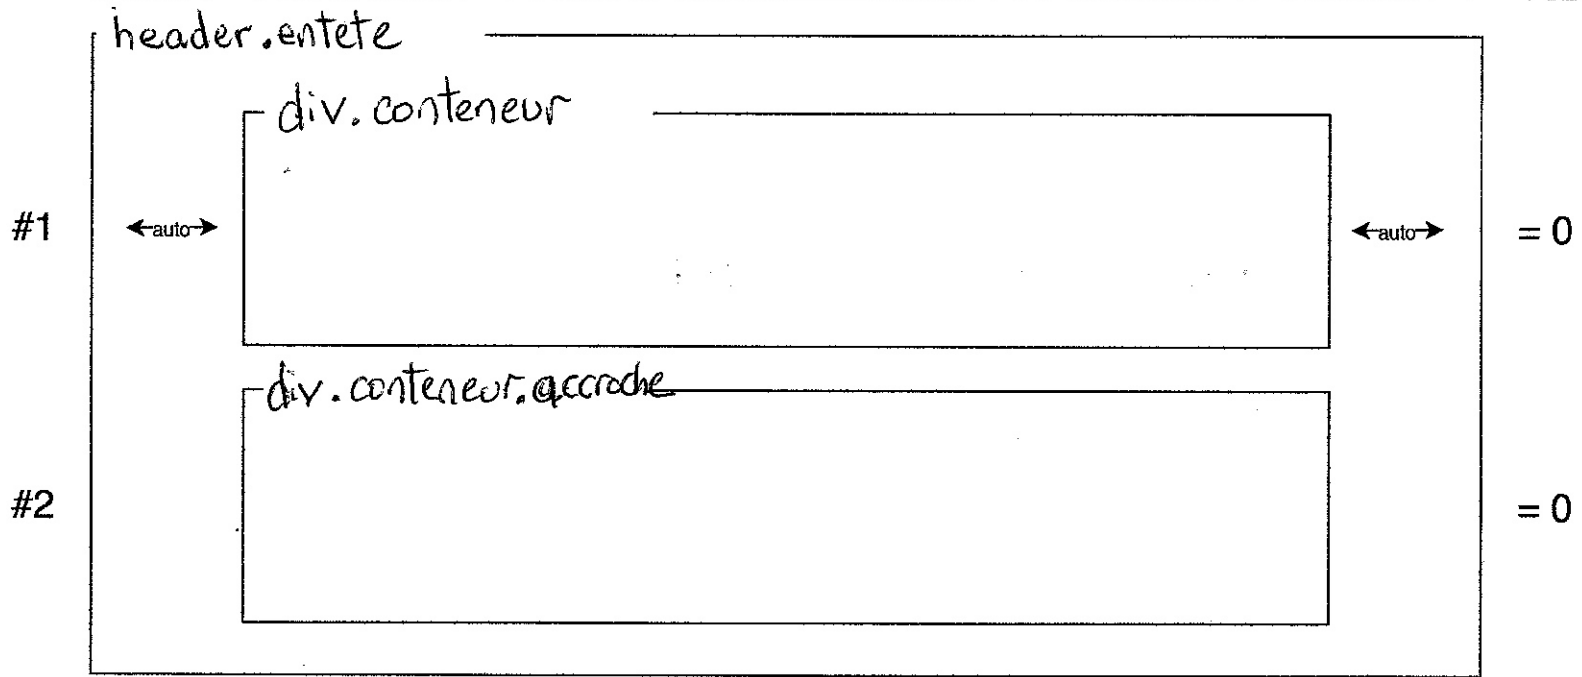 header.entete
div.conteneur
#1 auto auto = 0
div.conteneur.accroche
#2 = 0